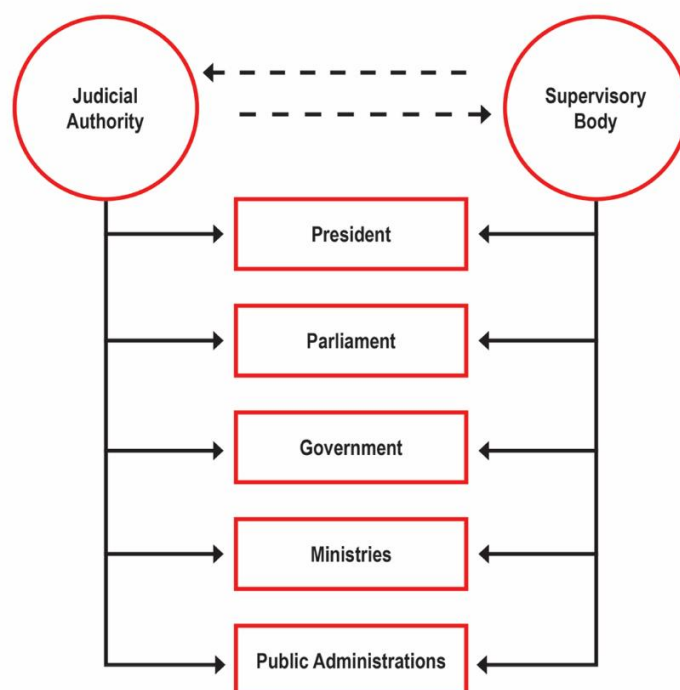 Judicial
Authority
Supervisory
Body
President
Parliament
Government
Ministries
Public Administrations